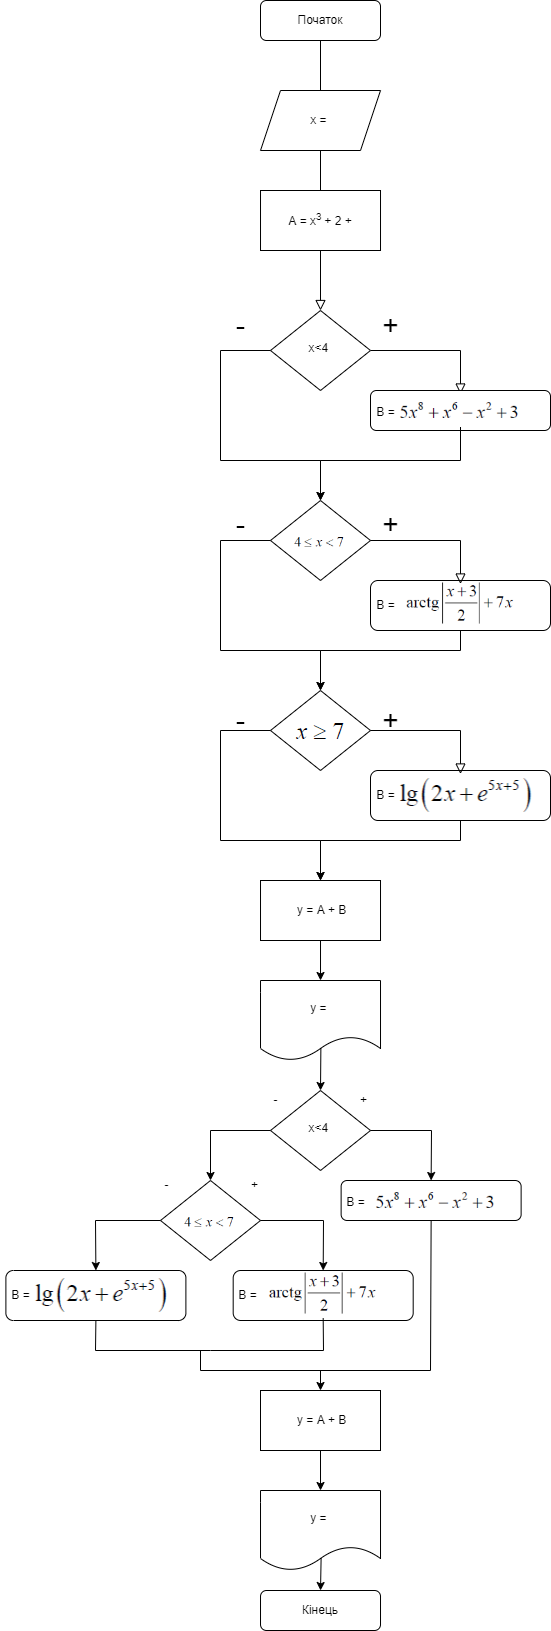 Початок
x =
A = x³ + 2 +
- +
x<4
B = 5x⁸ + x⁶ − x² + 3
- +
4 ≤ x < 7
B = arctg|(x + 3)/2| + 7x
- +
x ≥ 7
B = lg(2x + e⁵ˣ⁺⁵)
y = A + B
y =
- +
x<4
- +
4 ≤ x < 7
B = 5x⁸ + x⁶ − x² + 3
B = lg(2x + e⁵ˣ⁺⁵)
B = arctg|(x + 3)/2| + 7x
y = A + B
y =
Кінець